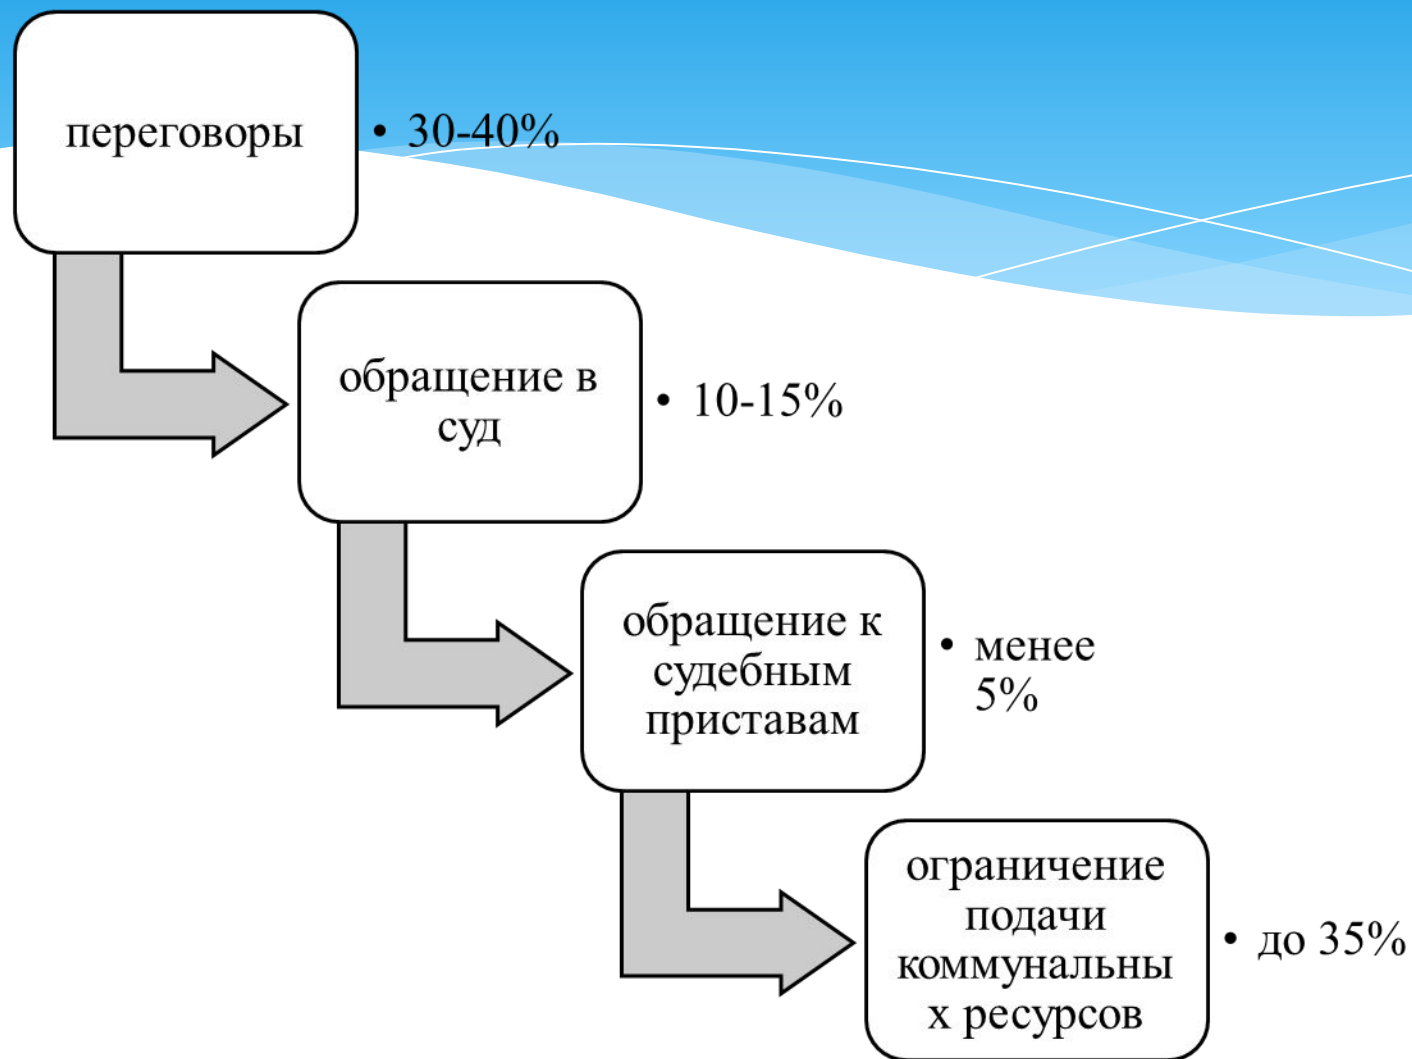 переговоры
• 30-40%
обращение в
суд
• 10-15%
обращение к
судебным
приставам
• менее
5%
ограничение
подачи
коммунальны
х ресурсов
• до 35%